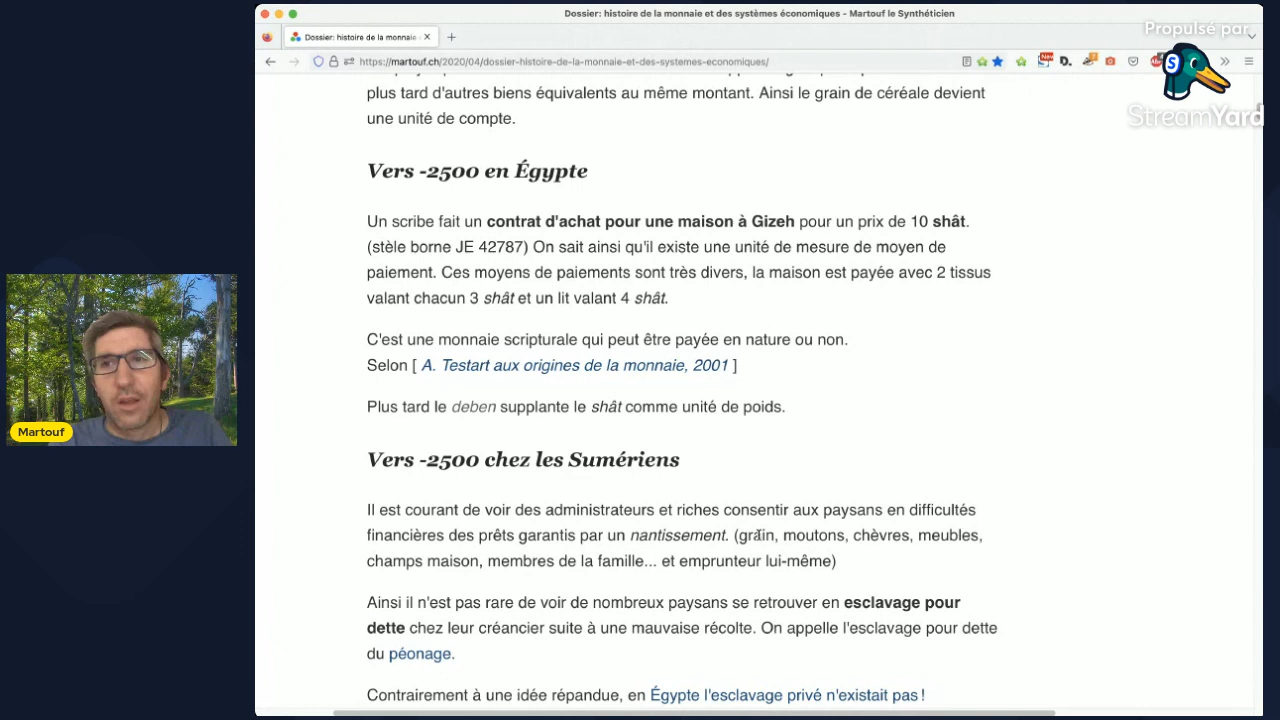 Dossier: histoire de la monnaie et des systèmes économiques - Martouf le Synthéticien
Dossier: histoire de la monnaie
https://martouf.ch/2020/04/dossier-histoire-de-la-monnaie-et-des-systemes-economiques/
Propulsé par
StreamYard
plus tard d'autres biens équivalents au même montant. Ainsi le grain de céréale devient
une unité de compte.
Vers -2500 en Égypte
Un scribe fait un contrat d'achat pour une maison à Gizeh pour un prix de 10 shât.
(stèle borne JE 42787) On sait ainsi qu'il existe une unité de mesure de moyen de
paiement. Ces moyens de paiements sont très divers, la maison est payée avec 2 tissus
valant chacun 3 shât et un lit valant 4 shât.
C'est une monnaie scripturale qui peut être payée en nature ou non.
Selon [ A. Testart aux origines de la monnaie, 2001 ]
Plus tard le deben supplante le shât comme unité de poids.
Vers -2500 chez les Sumériens
Il est courant de voir des administrateurs et riches consentir aux paysans en difficultés
financières des prêts garantis par un nantissement. (grain, moutons, chèvres, meubles,
champs maison, membres de la famille... et emprunteur lui-même)
Ainsi il n'est pas rare de voir de nombreux paysans se retrouver en esclavage pour
dette chez leur créancier suite à une mauvaise récolte. On appelle l'esclavage pour dette
du péonage.
Contrairement à une idée répandue, en Égypte l'esclavage privé n'existait pas !
Martouf